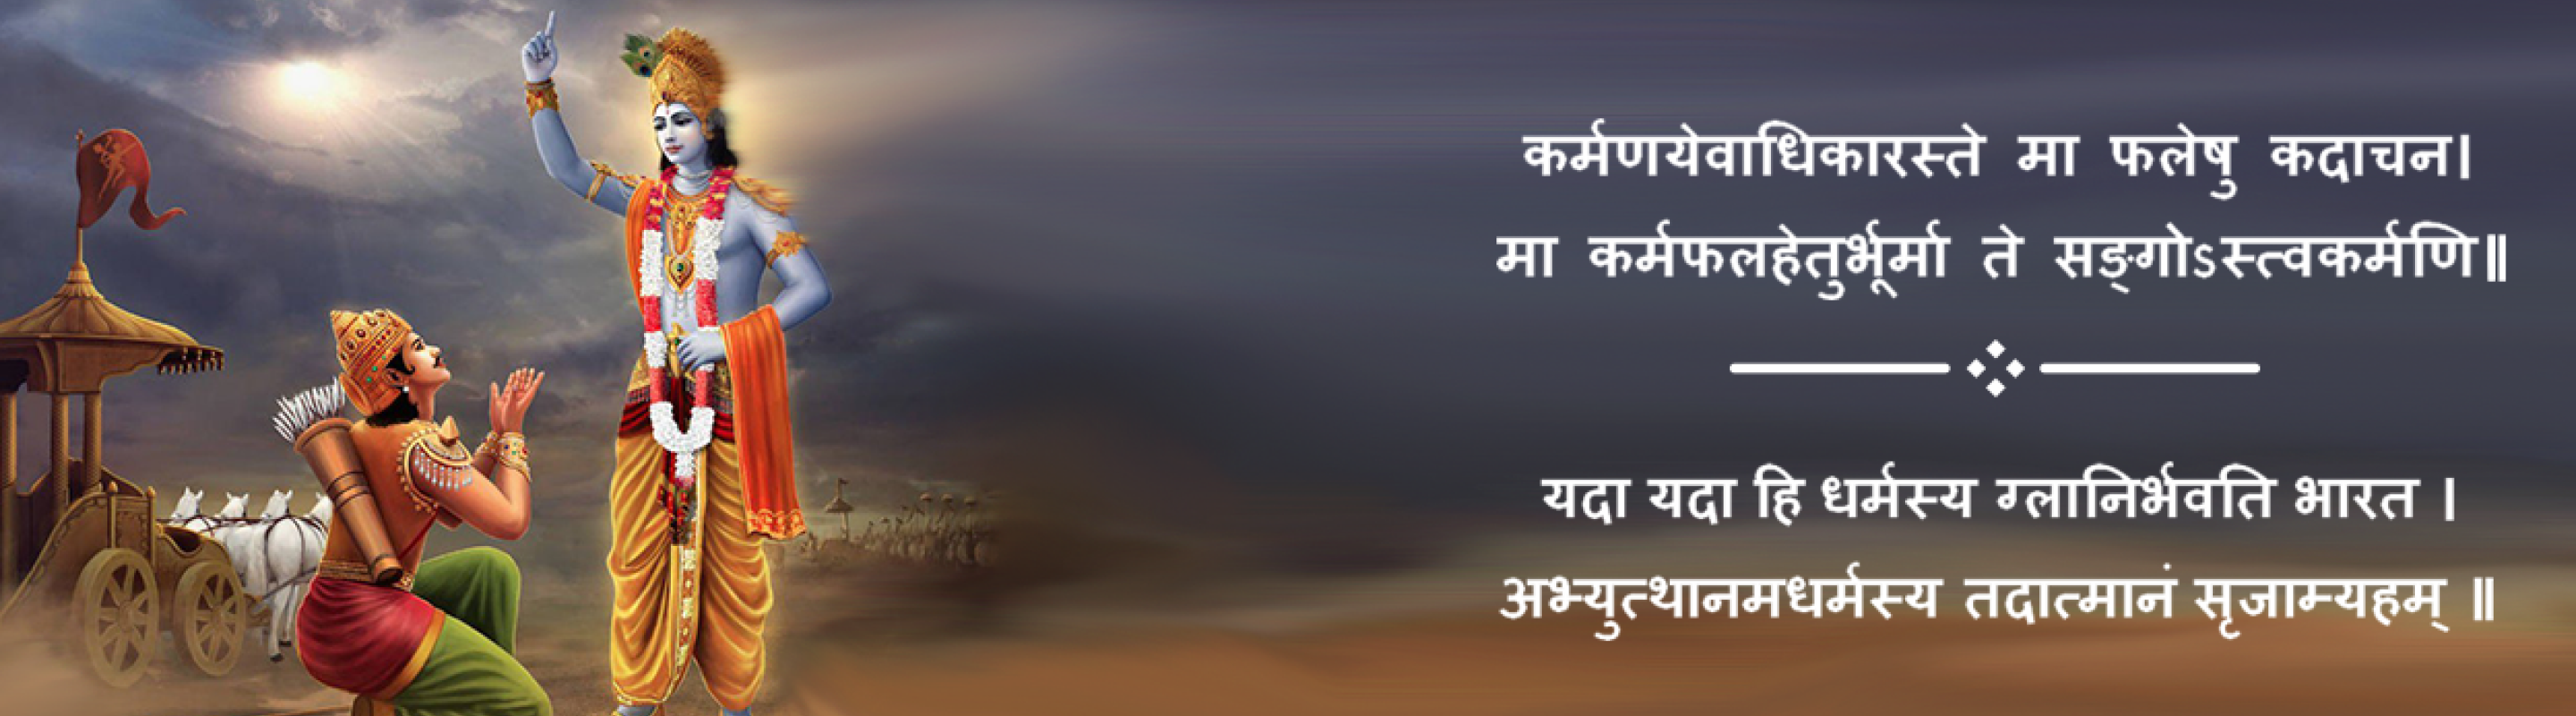 कर्मणयेवाधिकारस्ते मा फलेषु कदाचन।
मा कर्मफलहेतुर्भूर्मा ते सङ्गोऽस्त्वकर्मणि॥
यदा यदा हि धर्मस्य ग्लानिर्भवति भारत ।
अभ्युत्थानमधर्मस्य तदात्मानं सृजाम्यहम् ॥